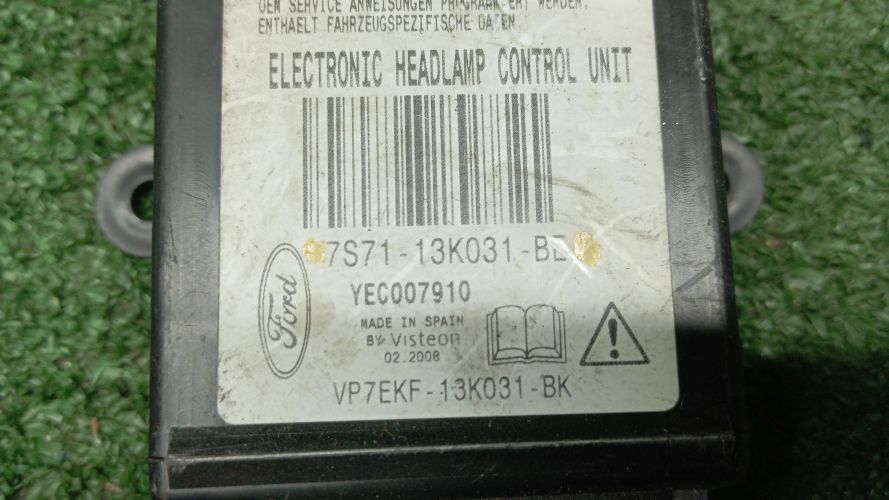 OEM SERVICE ANWEISUNGEN PROGRAMMIERT WERDEN.
ENTHAELT FAHRZEUGSPEZIFISCHE DATEN
ELECTRONIC HEADLAMP CONTROL UNIT
7S71-13K031-BE
Ford
YEC007910
MADE IN SPAIN
BY Visteon
02.2008
VP7EKF-13K031-BK